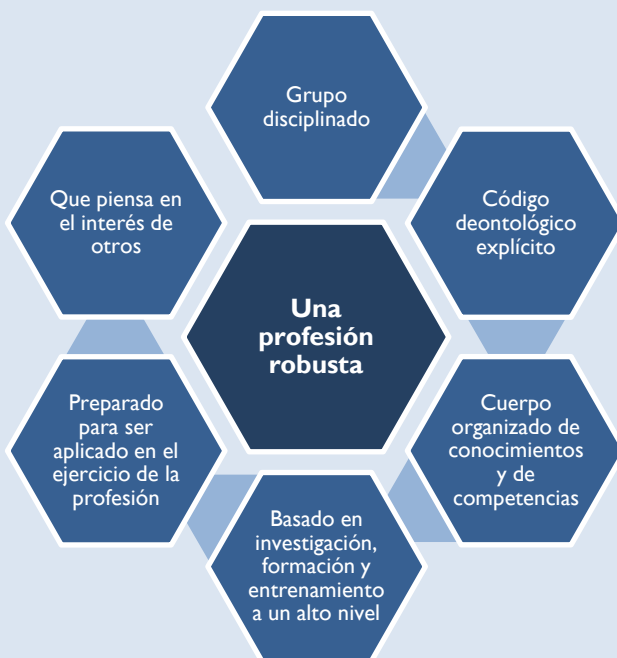 Grupo
disciplinado
Código
deontológico
explícito
Cuerpo
organizado de
conocimientos
y de
competencias
Basado en
investigación,
formación y
entrenamiento
a un alto nivel
Preparado
para ser
aplicado en el
ejercicio de la
profesión
Que piensa en
el interés de
otros
Una
profesión
robusta